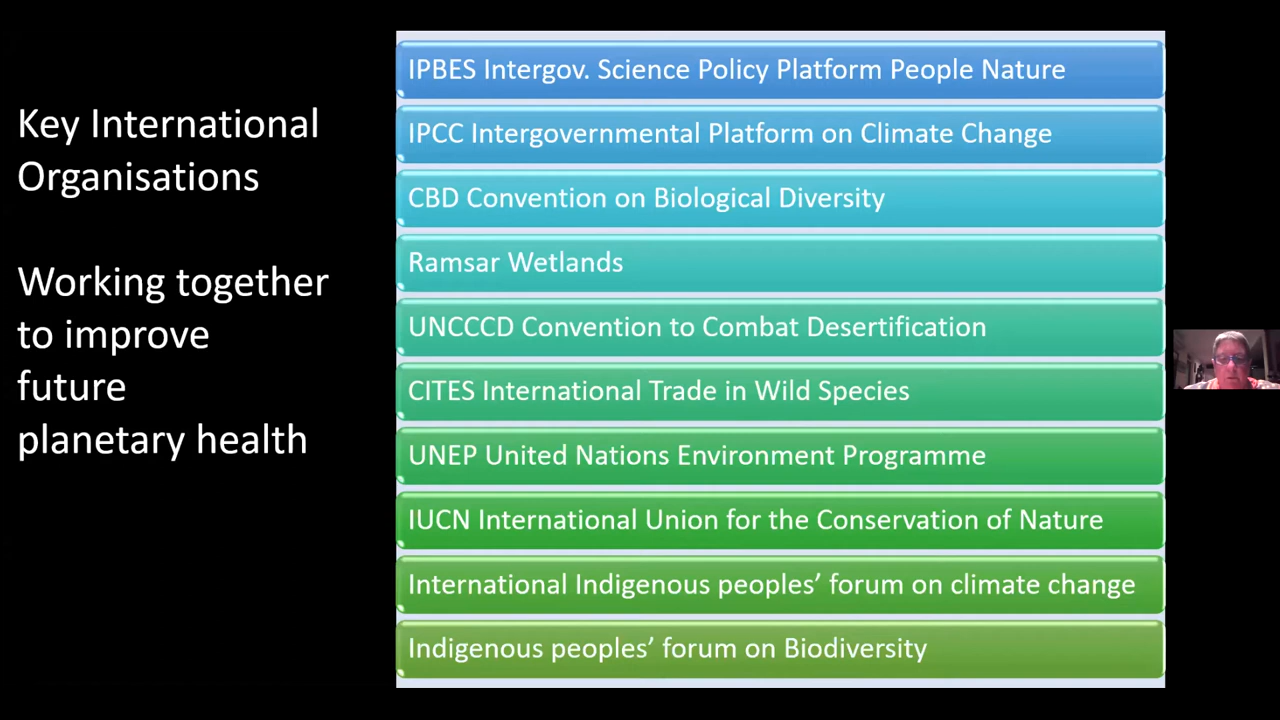 Key International
Organisations
Working together
to improve
future
planetary health
IPBES Intergov. Science Policy Platform People Nature
IPCC Intergovernmental Platform on Climate Change
CBD Convention on Biological Diversity
Ramsar Wetlands
UNCCCD Convention to Combat Desertification
CITES International Trade in Wild Species
UNEP United Nations Environment Programme
IUCN International Union for the Conservation of Nature
International Indigenous peoples’ forum on climate change
Indigenous peoples’ forum on Biodiversity